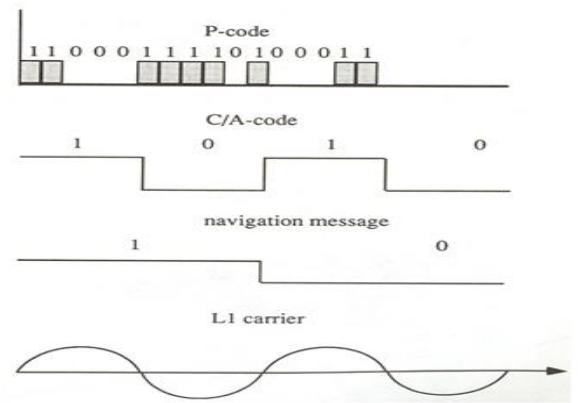 P-code
1 1 0 0 0 1 1 1 1 0 1 0 0 0 1 1
C/A-code
1 0 1 0
navigation message
1 0
L1 carrier